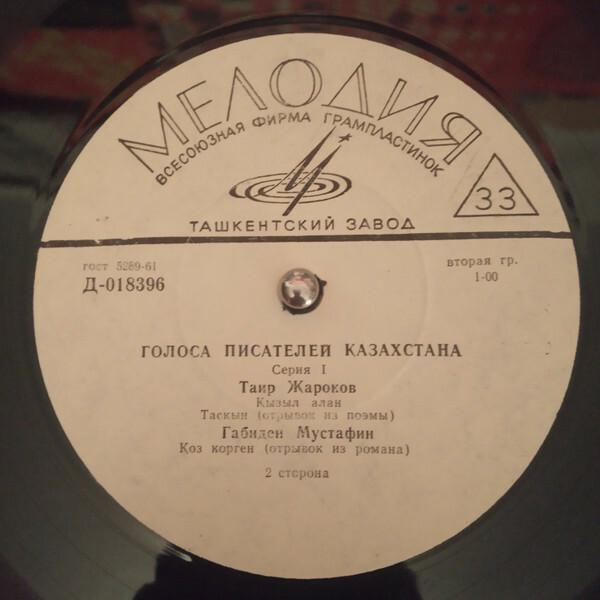 МЕЛОДИЯ
ВСЕСОЮЗНАЯ ФИРМА ГРАМПЛАСТИНОК
33
ТАШКЕНТСКИЙ ЗАВОД
гост 5289-61
Д-018396
вторая гр.
1-00
ГОЛОСА ПИСАТЕЛЕЙ КАЗАХСТАНА
Серия I
Таир Жароков
Кызыл алан
Таскын (отрывок из поэмы)
Габиден Мустафин
Коз корген (отрывок из романа)
2 сторона